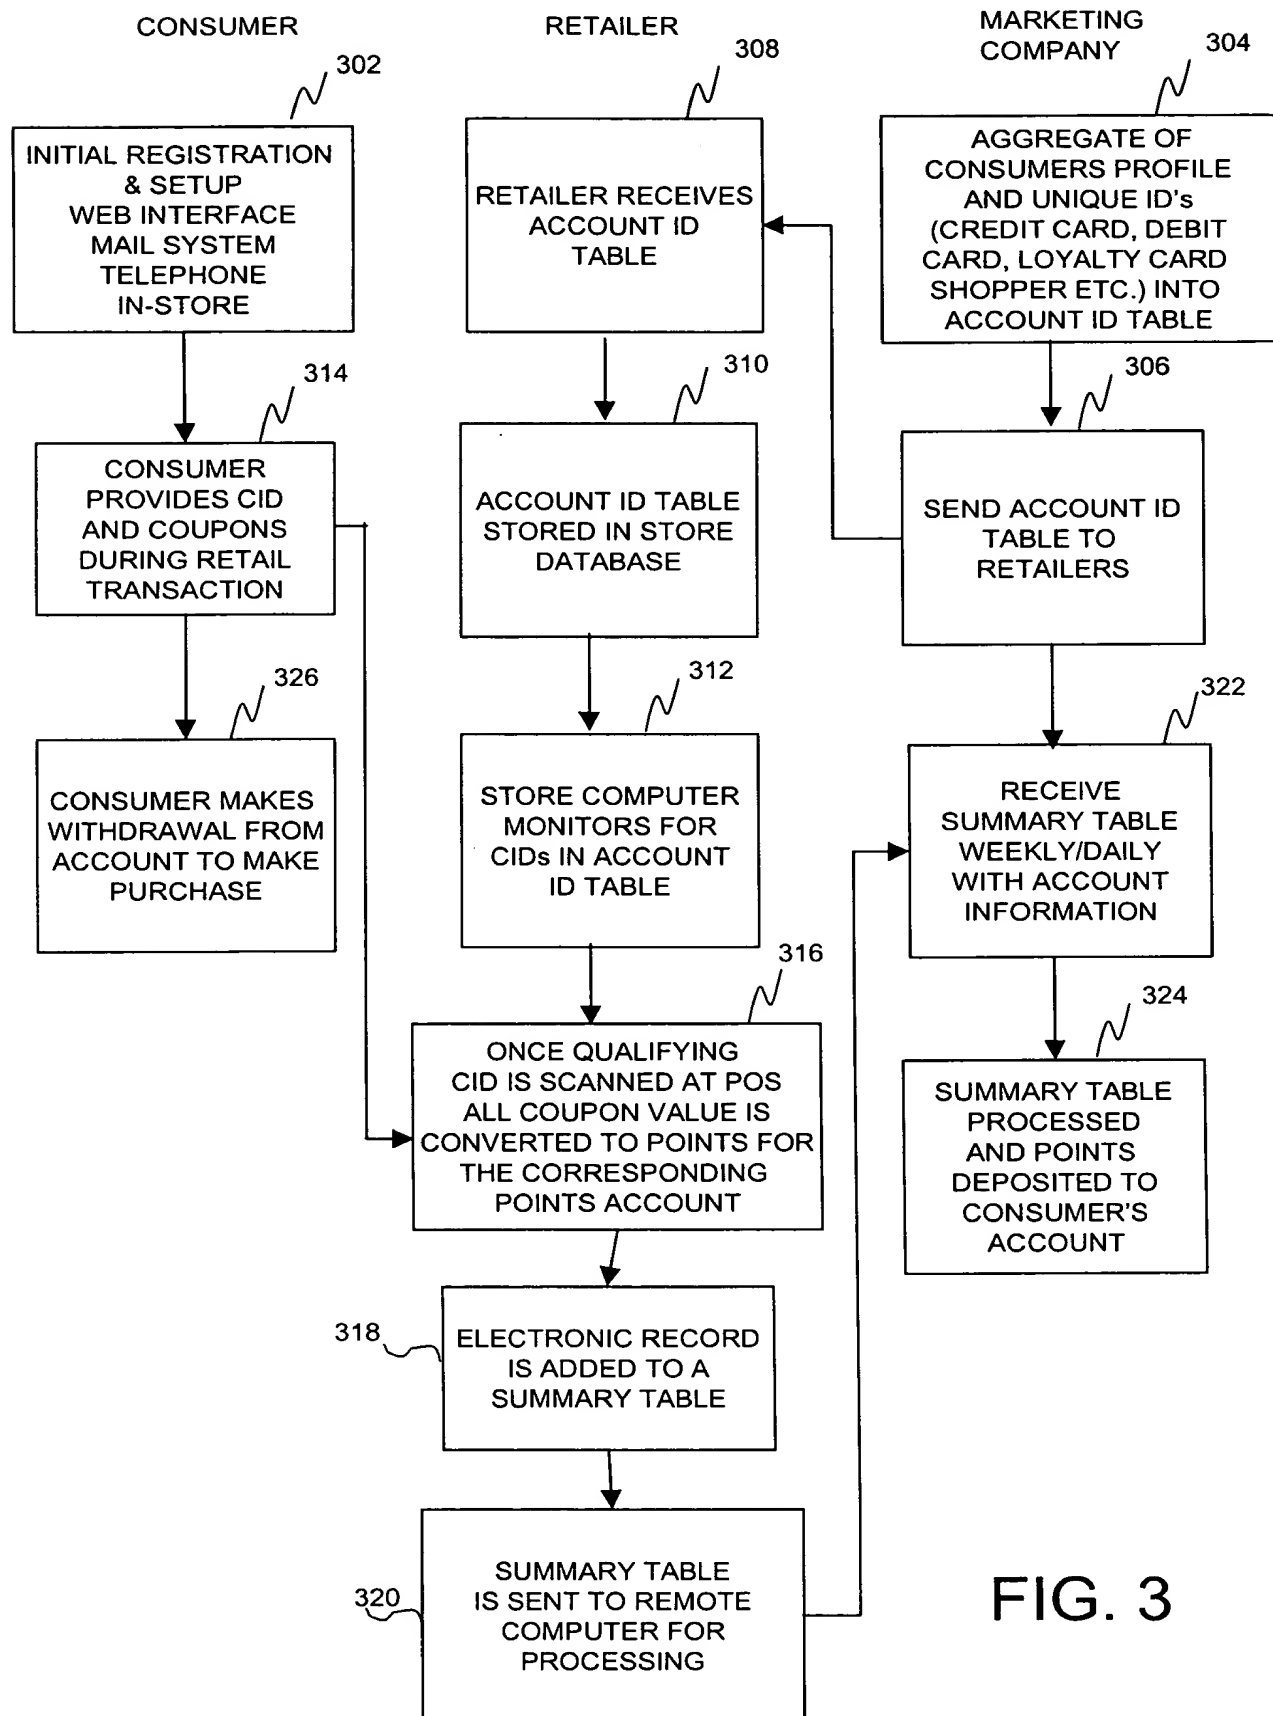 CONSUMER
RETAILER
MARKETING
COMPANY
302
308
304
INITIAL REGISTRATION
& SETUP
WEB INTERFACE
MAIL SYSTEM
TELEPHONE
IN-STORE
RETAILER RECEIVES
ACCOUNT ID
TABLE
AGGREGATE OF
CONSUMERS PROFILE
AND UNIQUE ID's
(CREDIT CARD, DEBIT
CARD, LOYALTY CARD
SHOPPER ETC.) INTO
ACCOUNT ID TABLE
314
310
306
CONSUMER
PROVIDES CID
AND COUPONS
DURING RETAIL
TRANSACTION
ACCOUNT ID TABLE
STORED IN STORE
DATABASE
SEND ACCOUNT ID
TABLE TO
RETAILERS
326
312
322
CONSUMER MAKES
WITHDRAWAL FROM
ACCOUNT TO MAKE
PURCHASE
STORE COMPUTER
MONITORS FOR
CIDs IN ACCOUNT
ID TABLE
RECEIVE
SUMMARY TABLE
WEEKLY/DAILY
WITH ACCOUNT
INFORMATION
316
324
ONCE QUALIFYING
CID IS SCANNED AT POS
ALL COUPON VALUE IS
CONVERTED TO POINTS FOR
THE CORRESPONDING
POINTS ACCOUNT
SUMMARY TABLE
PROCESSED
AND POINTS
DEPOSITED TO
CONSUMER'S
ACCOUNT
318
ELECTRONIC RECORD
IS ADDED TO A
SUMMARY TABLE
320
SUMMARY TABLE
IS SENT TO REMOTE
COMPUTER FOR
PROCESSING
FIG. 3